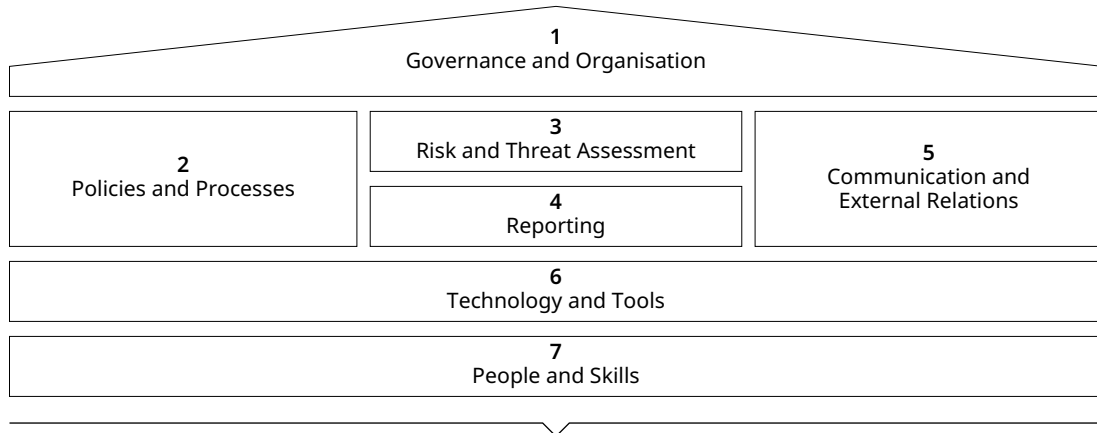 1
Governance and Organisation
2
Policies and Processes
3
Risk and Threat Assessment
4
Reporting
5
Communication and
External Relations
6
Technology and Tools
7
People and Skills